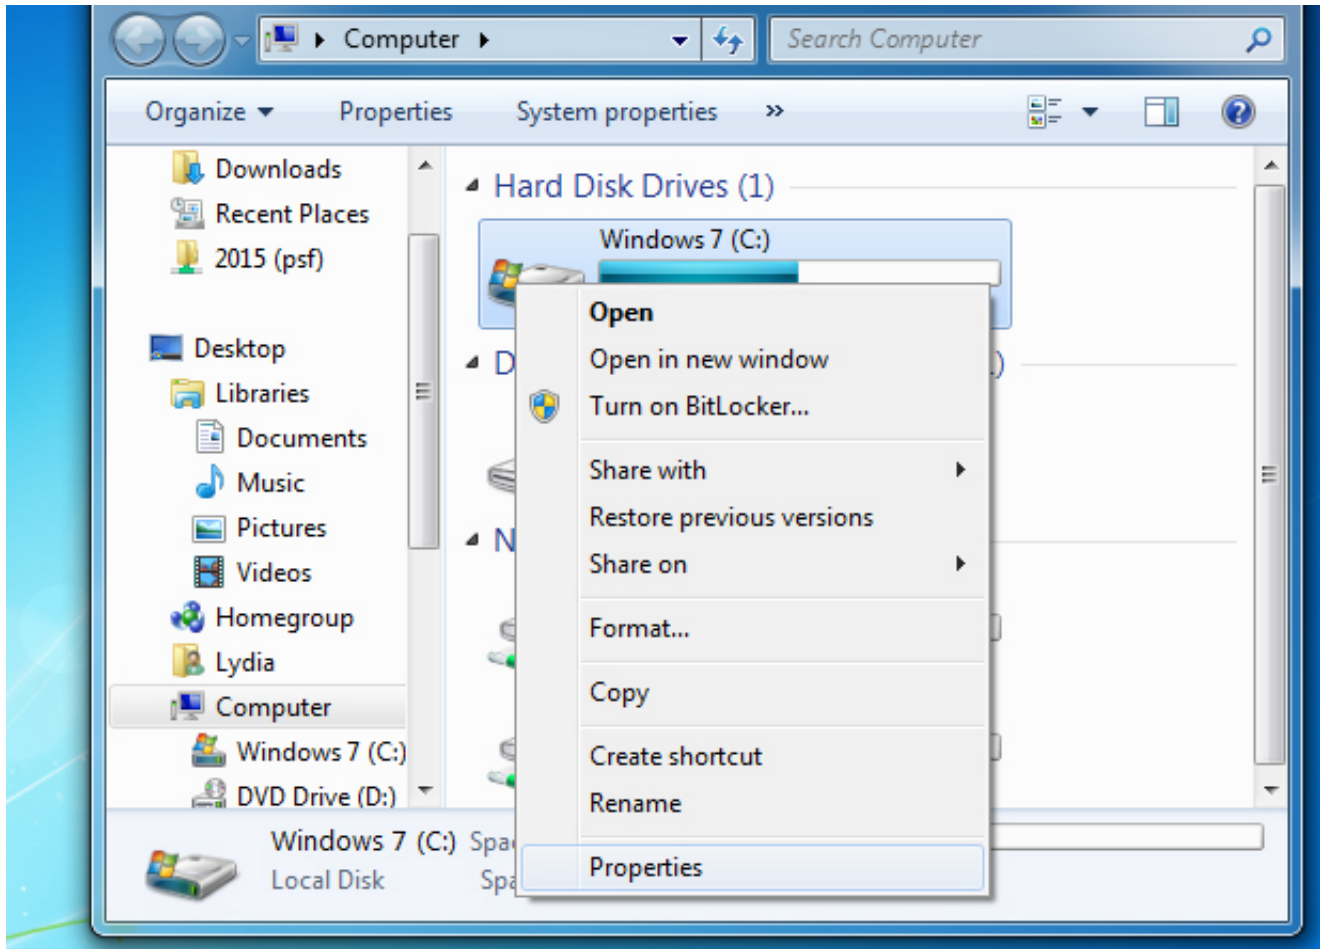 Computer
Search Computer
Organize
Properties
System properties
»
Downloads
Recent Places
2015 (psf)
Desktop
Libraries
Documents
Music
Pictures
Videos
Homegroup
Lydia
Computer
Windows 7 (C:)
DVD Drive (D:)
Hard Disk Drives (1)
Windows 7 (C:)
D
)
N
Open
Open in new window
Turn on BitLocker...
Share with
Restore previous versions
Share on
Format...
Copy
Create shortcut
Rename
Properties
Windows 7 (C:) Spa
Local Disk Spa